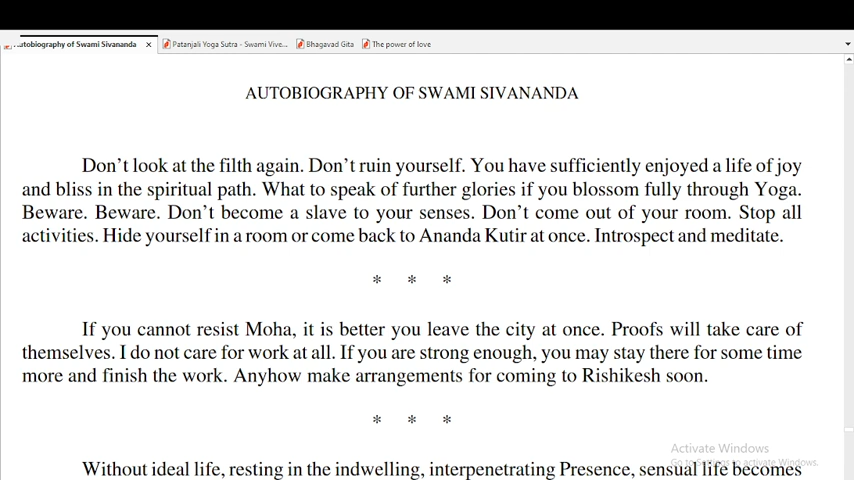 Autobiography of Swami Sivananda × Patanjali Yoga Sutra - Swami Vive... Bhagavad Gita The power of love
AUTOBIOGRAPHY OF SWAMI SIVANANDA
Don't look at the filth again. Don't ruin yourself. You have sufficiently enjoyed a life of joy
and bliss in the spiritual path. What to speak of further glories if you blossom fully through Yoga.
Beware. Beware. Don't become a slave to your senses. Don't come out of your room. Stop all
activities. Hide yourself in a room or come back to Ananda Kutir at once. Introspect and meditate.
* * *
If you cannot resist Moha, it is better you leave the city at once. Proofs will take care of
themselves. I do not care for work at all. If you are strong enough, you may stay there for some time
more and finish the work. Anyhow make arrangements for coming to Rishikesh soon.
* * *
Activate Windows
Go to Settings to activate Windows.
Without ideal life, resting in the indwelling, interpenetrating Presence, sensual life becomes